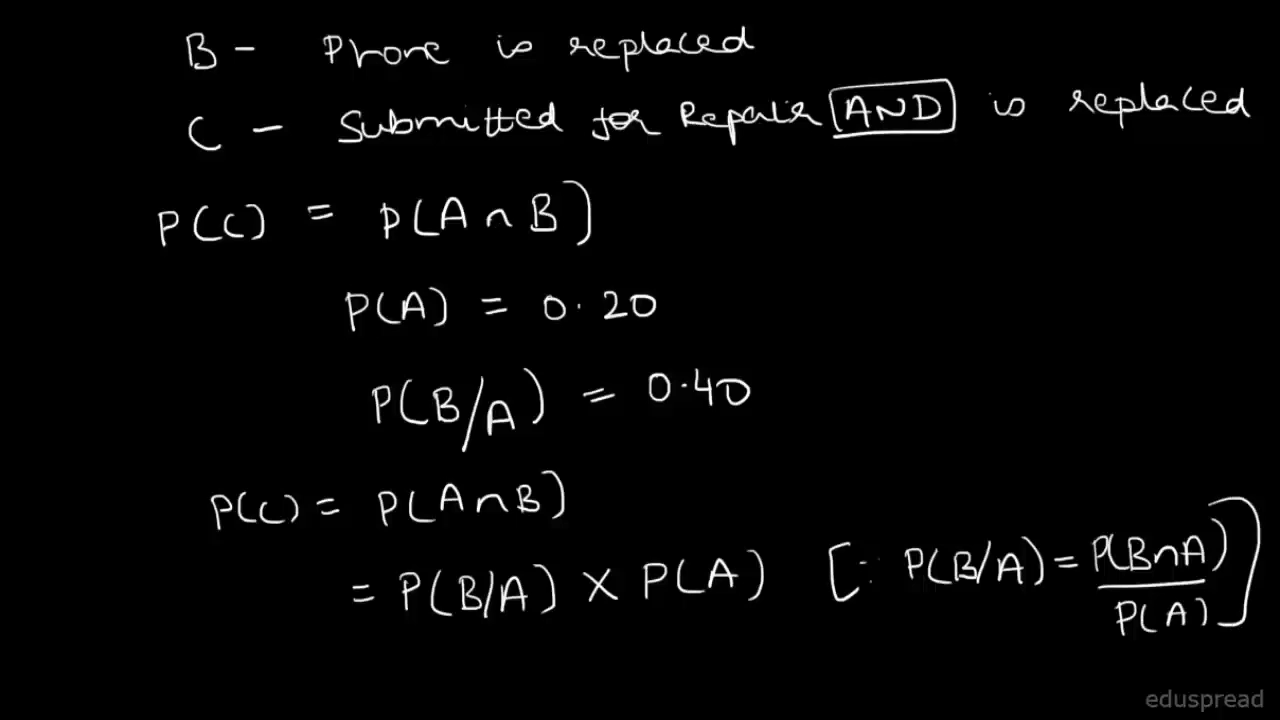 B - Phone is replaced
C - Submitted for Repair AND is replaced
P(C) = P(A ∩ B)
P(A) = 0.20
P(B/A) = 0.40
P(C) = P(A ∩ B)
= P(B/A) X P(A) [∵ P(B/A) = P(B∩A)/P(A)]
eduspread